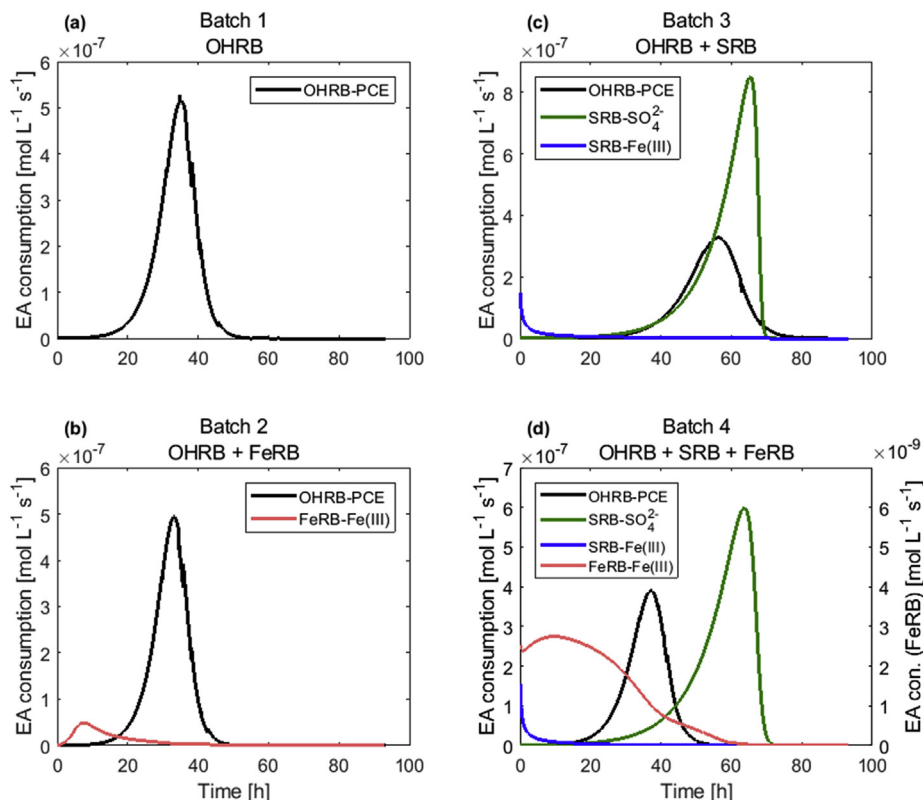 (a)
Batch 1
OHRB
×10⁻⁷
6
5
4
3
2
1
0
EA consumption [mol L⁻¹ s⁻¹]
OHRB-PCE
0 20 40 60 80 100
(c)
Batch 3
OHRB + SRB
×10⁻⁷
8
6
4
2
0
EA consumption [mol L⁻¹ s⁻¹]
OHRB-PCE
SRB-SO₄²⁻
SRB-Fe(III)
0 20 40 60 80 100
(b)
Batch 2
OHRB + FeRB
×10⁻⁷
6
5
4
3
2
1
0
EA consumption [mol L⁻¹ s⁻¹]
OHRB-PCE
FeRB-Fe(III)
0 20 40 60 80 100
Time [h]
(d)
Batch 4
OHRB + SRB + FeRB
×10⁻⁷
×10⁻⁹
7
6
5
4
3
2
1
0
EA consumption [mol L⁻¹ s⁻¹]
OHRB-PCE
SRB-SO₄²⁻
SRB-Fe(III)
FeRB-Fe(III)
6
5
4
3
2
1
0
EA con. (FeRB) [mol L⁻¹ s⁻¹]
0 20 40 60 80 100
Time [h]